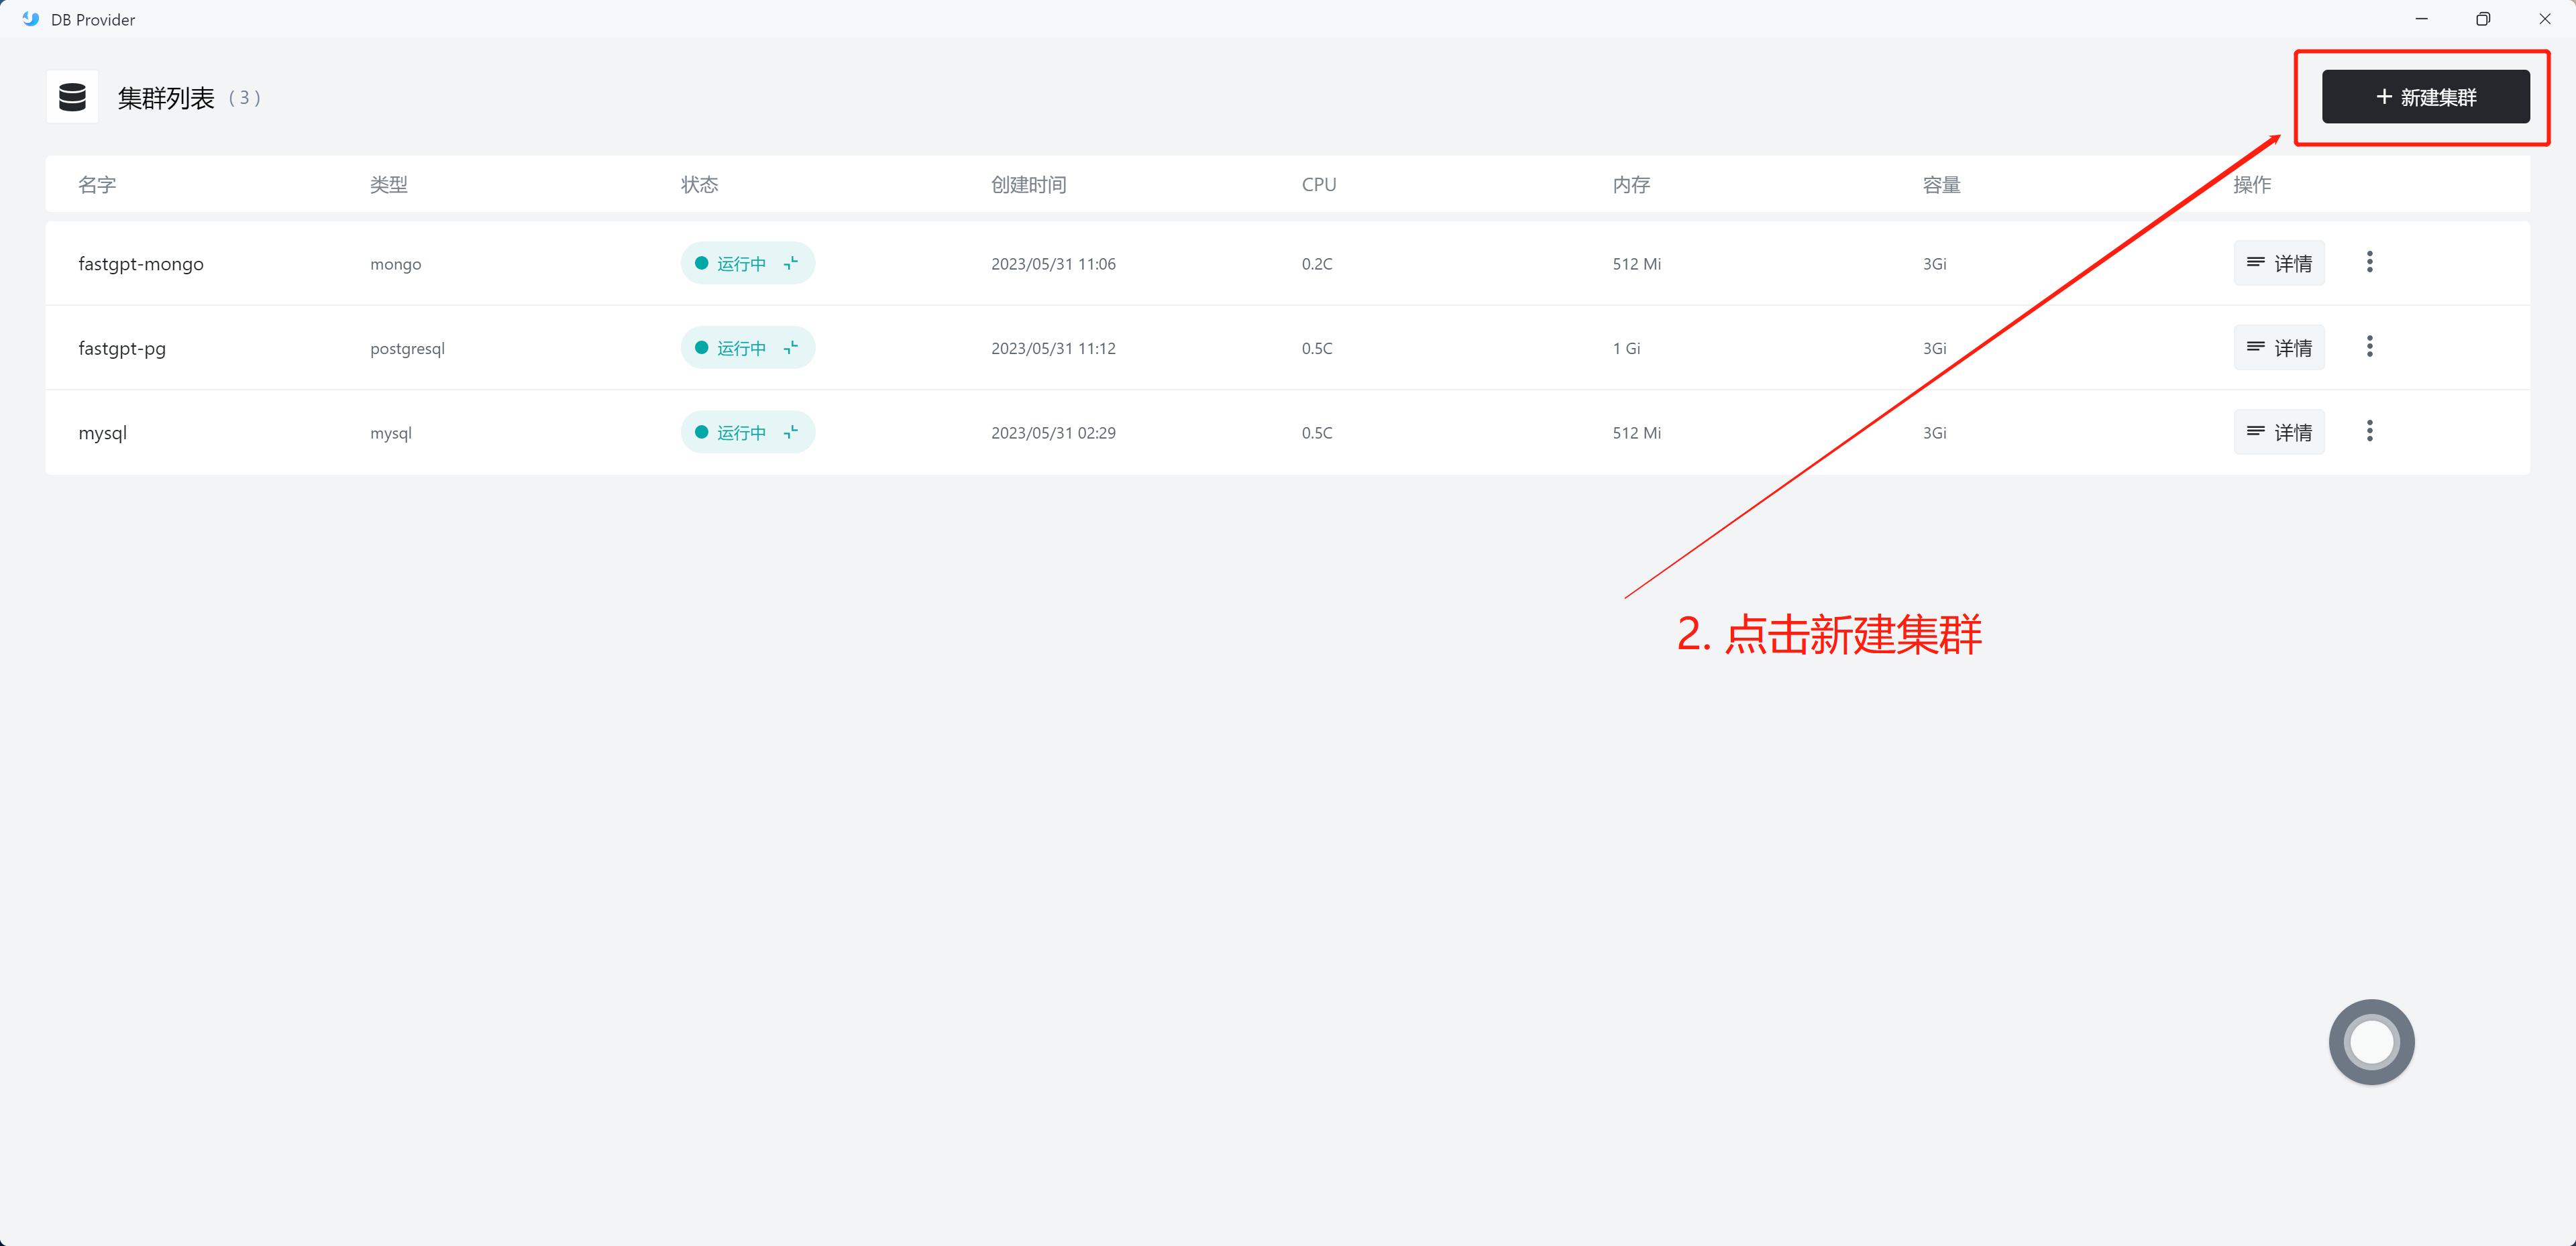 DB Provider
集群列表 ( 3 )
+ 新建集群
名字 类型 状态 创建时间 CPU 内存 容量 操作
fastgpt-mongo mongo 运行中 2023/05/31 11:06 0.2C 512 Mi 3Gi 详情
fastgpt-pg postgresql 运行中 2023/05/31 11:12 0.5C 1 Gi 3Gi 详情
mysql mysql 运行中 2023/05/31 02:29 0.5C 512 Mi 3Gi 详情
2. 点击新建集群